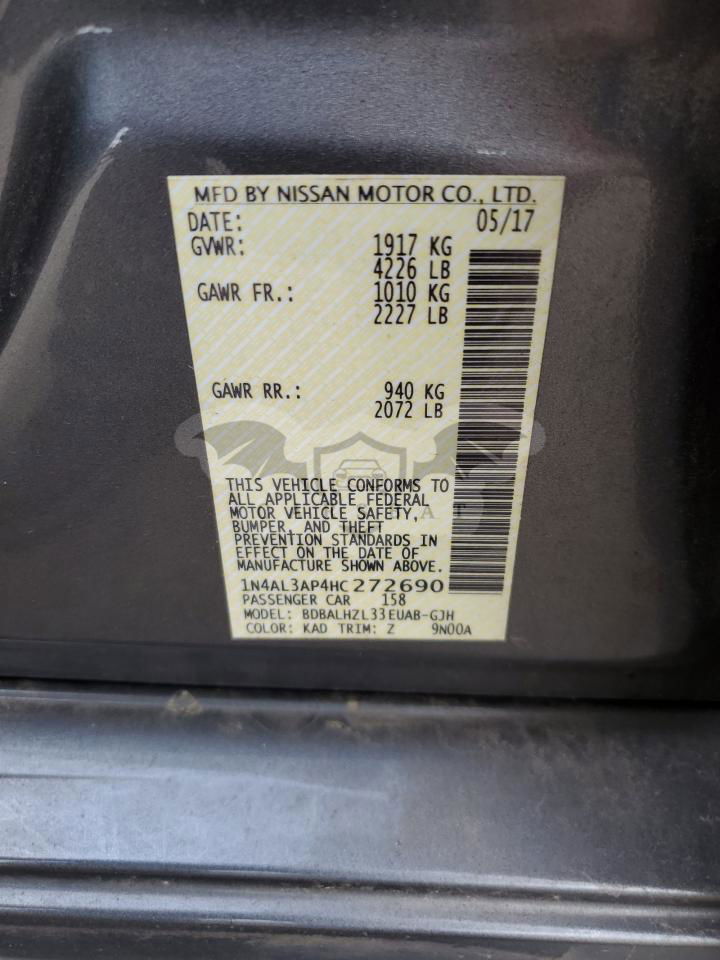 MFD BY NISSAN MOTOR CO., LTD.
DATE: 05/17
GVWR: 1917 KG
4226 LB
GAWR FR.: 1010 KG
2227 LB
GAWR RR.: 940 KG
2072 LB
THIS VEHICLE CONFORMS TO
ALL APPLICABLE FEDERAL
MOTOR VEHICLE SAFETY,
BUMPER, AND THEFT
PREVENTION STANDARDS IN
EFFECT ON THE DATE OF
MANUFACTURE SHOWN ABOVE.
1N4AL3AP4HC272690
PASSENGER CAR 158
MODEL: BDBALHZL33EUAB-GJH
COLOR: KAD TRIM: Z 9N00A